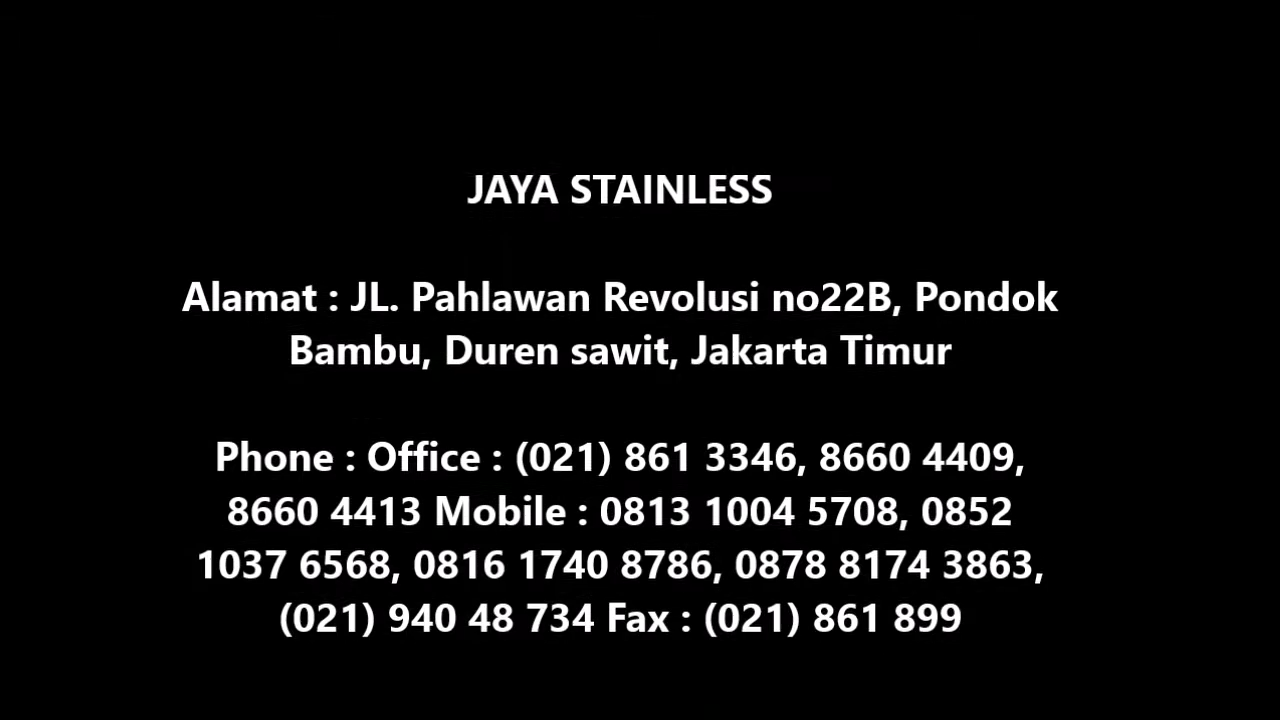 JAYA STAINLESS
Alamat : JL. Pahlawan Revolusi no22B, Pondok
Bambu, Duren sawit, Jakarta Timur
Phone : Office : (021) 861 3346, 8660 4409,
8660 4413 Mobile : 0813 1004 5708, 0852
1037 6568, 0816 1740 8786, 0878 8174 3863,
(021) 940 48 734 Fax : (021) 861 899